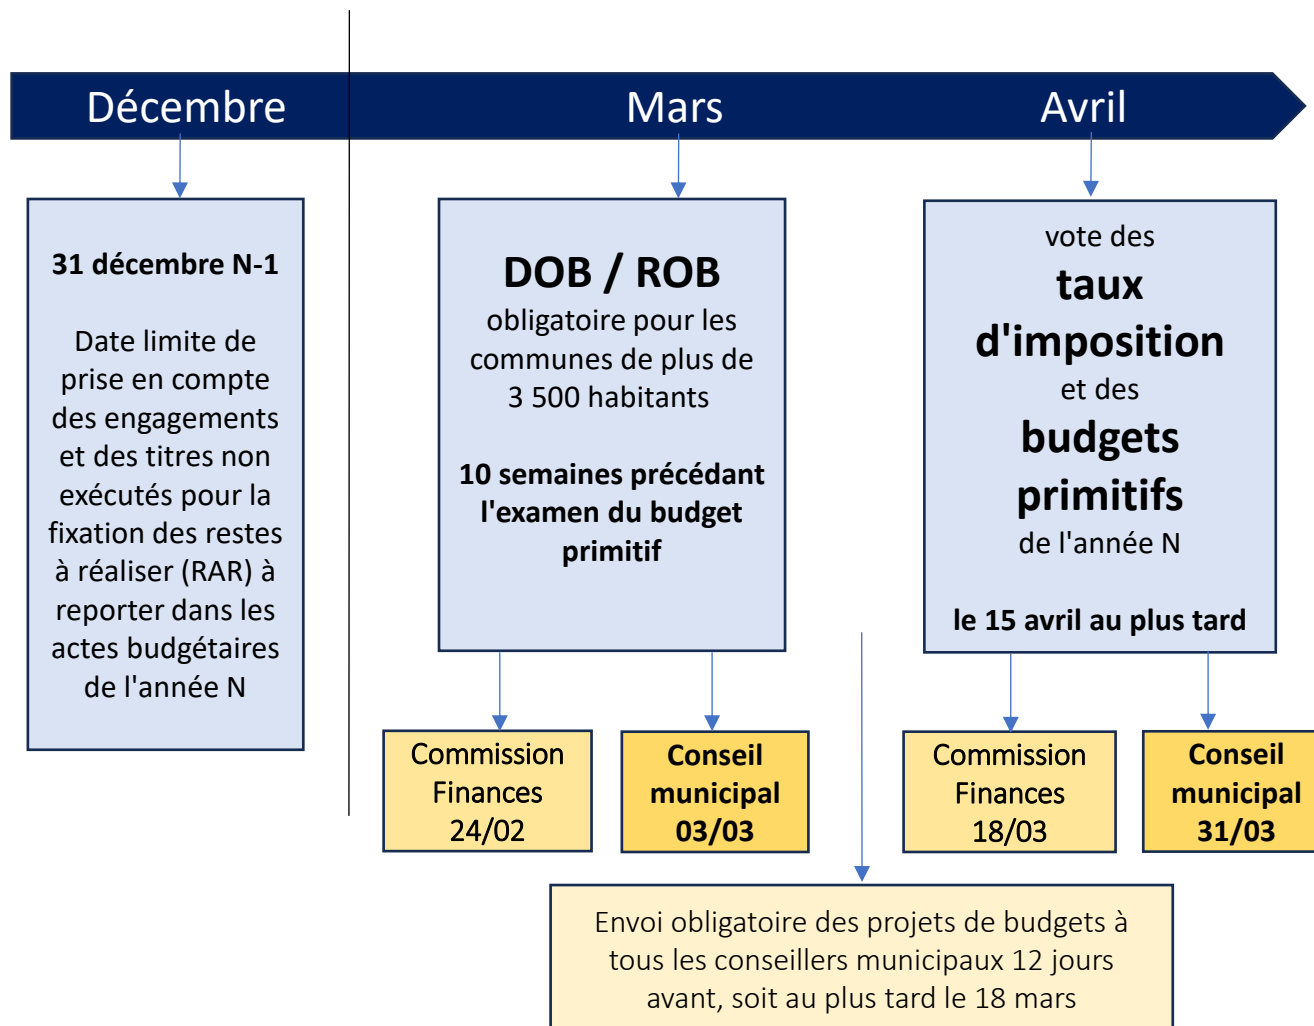 Décembre
Mars
Avril
31 décembre N-1
Date limite de
prise en compte
des engagements
et des titres non
exécutés pour la
fixation des restes
à réaliser (RAR) à
reporter dans les
actes budgétaires
de l'année N
DOB / ROB
obligatoire pour les
communes de plus de
3 500 habitants
10 semaines précédant
l'examen du budget
primitif
vote des
taux
d'imposition
et des
budgets
primitifs
de l'année N
le 15 avril au plus tard
Commission
Finances
24/02
Conseil
municipal
03/03
Commission
Finances
18/03
Conseil
municipal
31/03
Envoi obligatoire des projets de budgets à
tous les conseillers municipaux 12 jours
avant, soit au plus tard le 18 mars